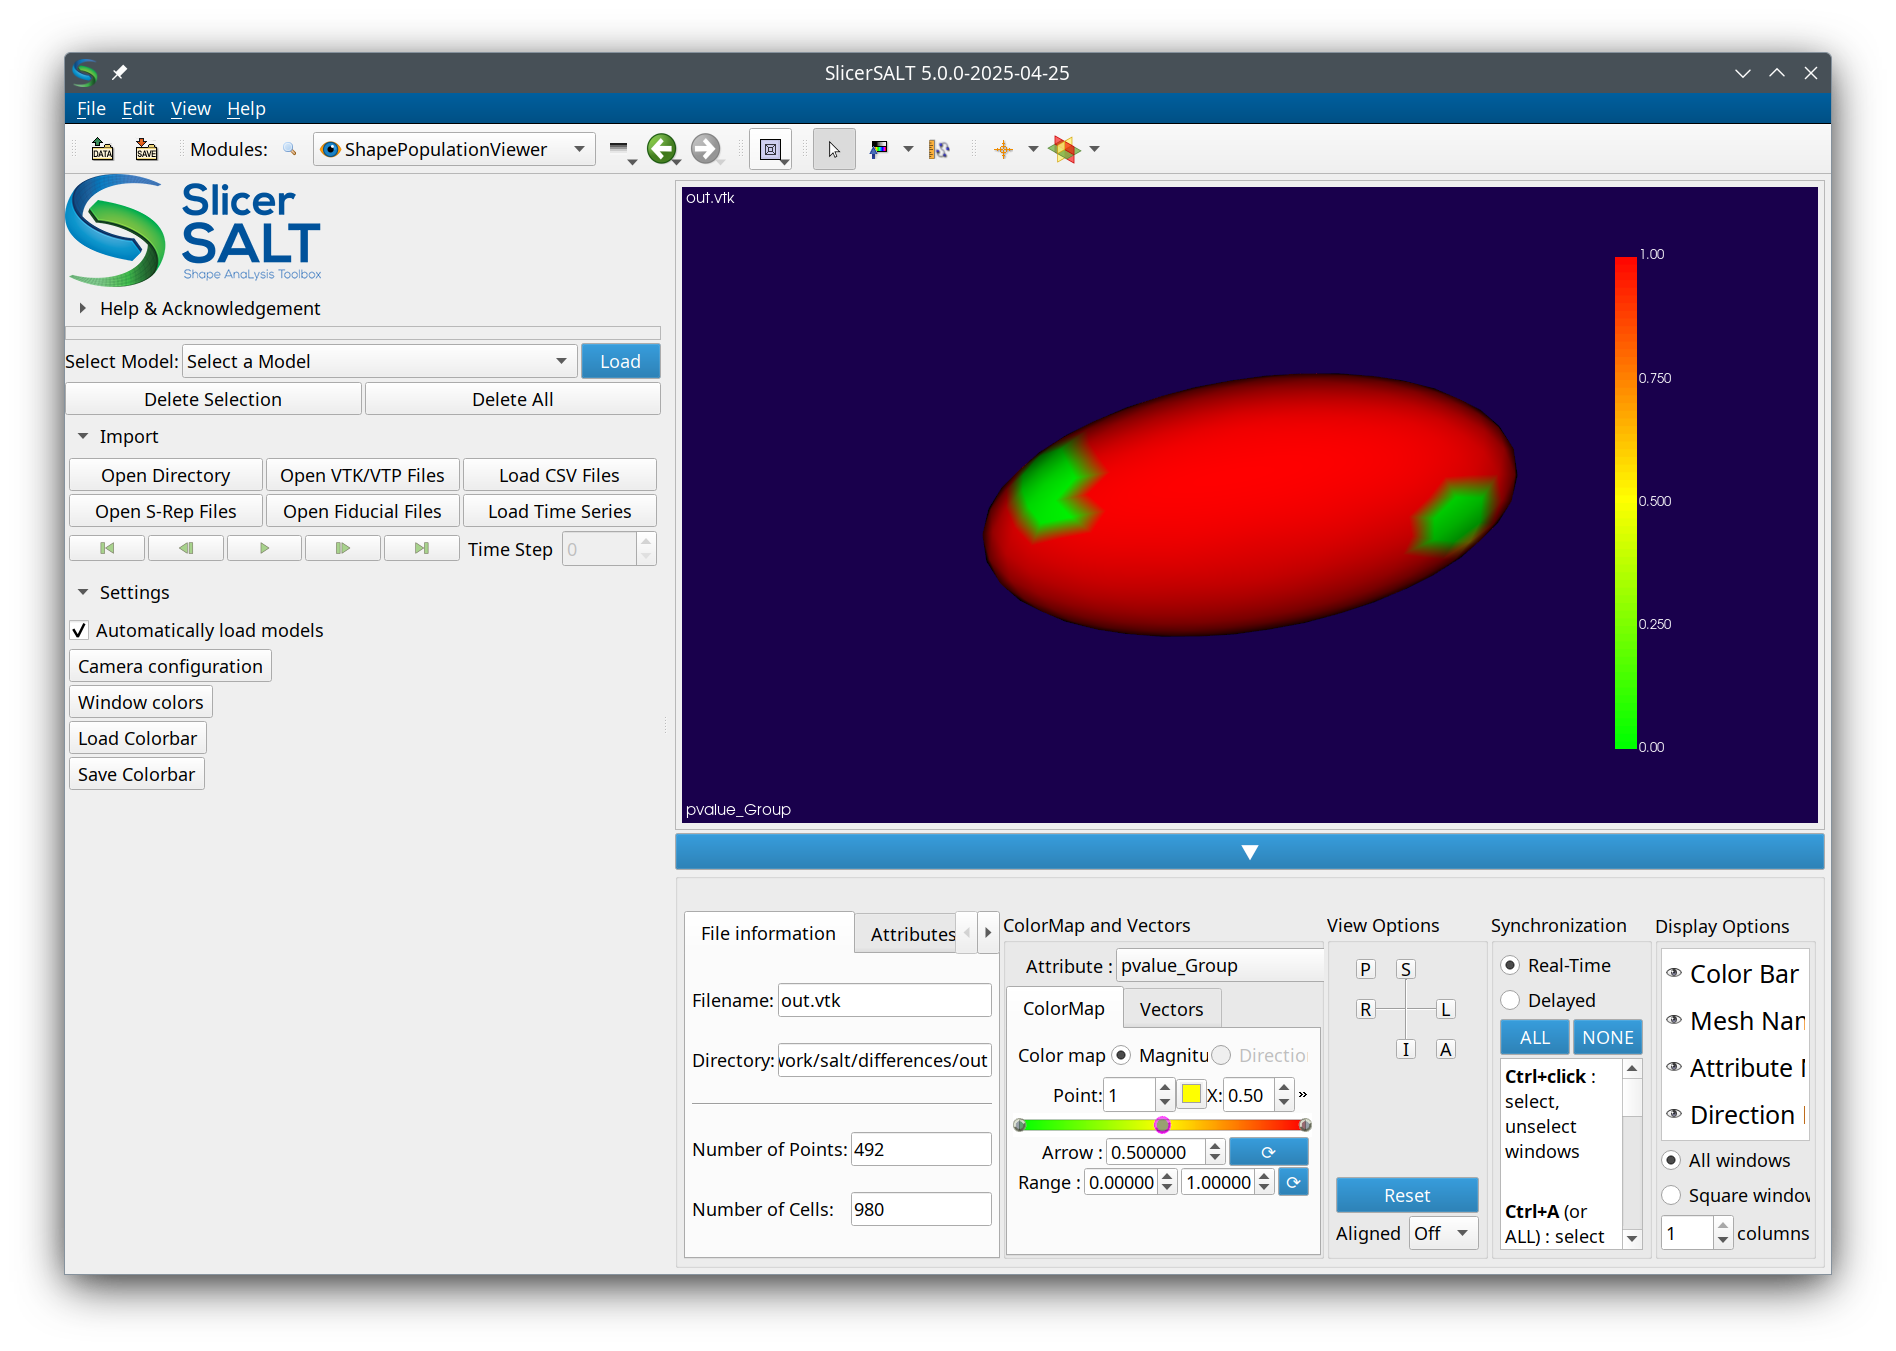 SlicerSALT 5.0.0-2025-04-25
File Edit View Help
DATA SAVE Modules: ShapePopulationViewer
Slicer
SALT
Shape AnaLysis Toolbox
Help & Acknowledgement
Select Model: Select a Model Load
Delete Selection Delete All
Import
Open Directory Open VTK/VTP Files Load CSV Files
Open S-Rep Files Open Fiducial Files Load Time Series
Time Step 0
Settings
Automatically load models
Camera configuration
Window colors
Load Colorbar
Save Colorbar
out.vtk
1.00
0.750
0.500
0.250
0.00
pvalue_Group
File information Attributes
Filename: out.vtk
Directory: work/salt/differences/out
Number of Points: 492
Number of Cells: 980
ColorMap and Vectors
Attribute : pvalue_Group
ColorMap Vectors
Color map Magnitu Directio
Point: 1 X: 0.50 »
Arrow : 0.500000
Range : 0.00000 1.00000
View Options
P S
R L
I A
Reset
Aligned Off
Synchronization
Real-Time
Delayed
ALL NONE
Ctrl+click :
select,
unselect
windows
Ctrl+A (or
ALL) : select
Display Options
Color Bar
Mesh Nam
Attribute
Direction
All windows
Square window
1 columns